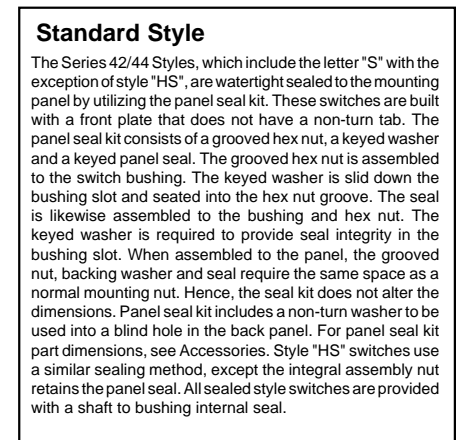 Standard Style
The Series 42/44 Styles, which include the letter "S" with the
exception of style "HS", are watertight sealed to the mounting
panel by utilizing the panel seal kit. These switches are built
with a front plate that does not have a non-turn tab. The
panel seal kit consists of a grooved hex nut, a keyed washer
and a keyed panel seal. The grooved hex nut is assembled
to the switch bushing. The keyed washer is slid down the
bushing slot and seated into the hex nut groove. The seal
is likewise assembled to the bushing and hex nut. The
keyed washer is required to provide seal integrity in the
bushing slot. When assembled to the panel, the grooved
nut, backing washer and seal require the same space as a
normal mounting nut. Hence, the seal kit does not alter the
dimensions. Panel seal kit includes a non-turn washer to be
used into a blind hole in the back panel. For panel seal kit
part dimensions, see Accessories. Style "HS" switches use
a similar sealing method, except the integral assembly nut
retains the panel seal. All sealed style switches are provided
with a shaft to bushing internal seal.